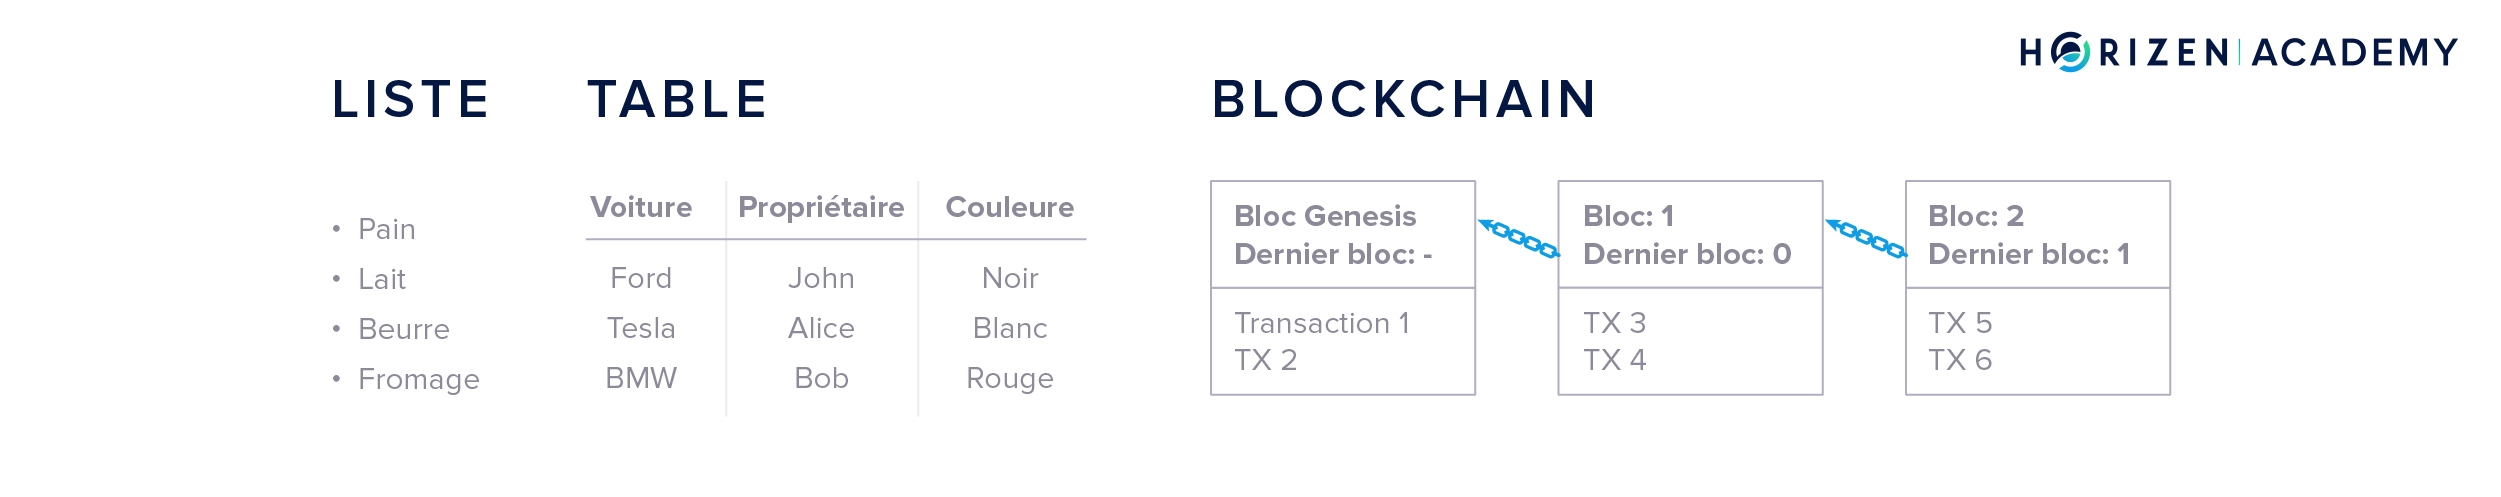 HORIZEN | ACADEMY
LISTE
• Pain
• Lait
• Beurre
• Fromage
TABLE
Voiture Propriétaire Couleure
Ford John Noir
Tesla Alice Blanc
BMW Bob Rouge
BLOCKCHAIN
Bloc Genesis
Dernier bloc: -
Transaction 1
TX 2
Bloc: 1
Dernier bloc: 0
TX 3
TX 4
Bloc: 2
Dernier bloc: 1
TX 5
TX 6